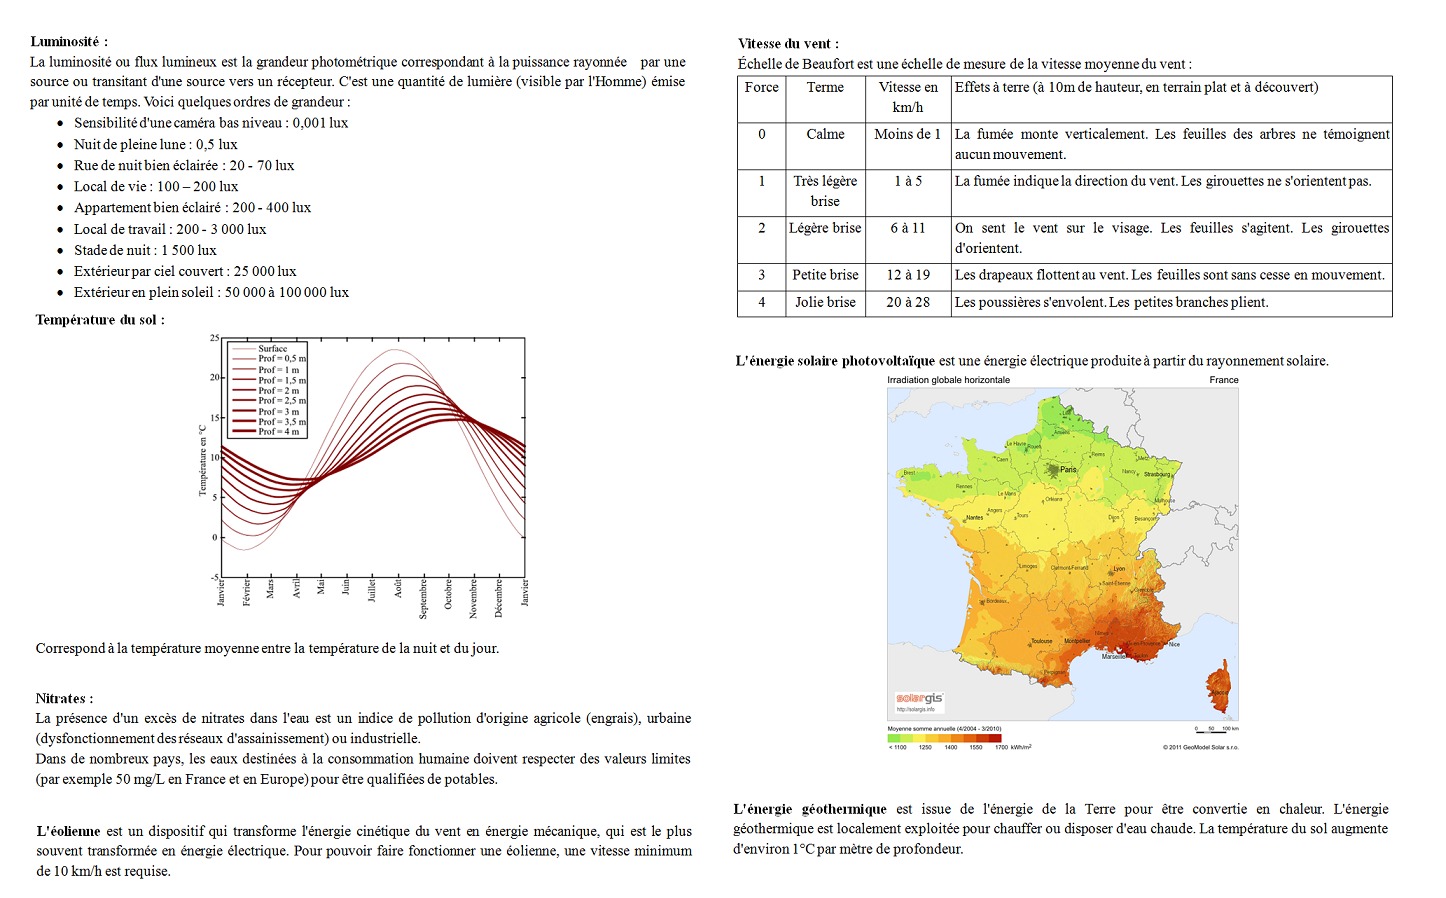 Luminosité :
La luminosité ou flux lumineux est la grandeur photométrique correspondant à la puissance rayonnée par une
source ou transitant d'une source vers un récepteur. C'est une quantité de lumière (visible par l'Homme) émise
par unité de temps. Voici quelques ordres de grandeur :
• Sensibilité d'une caméra bas niveau : 0,001 lux
• Nuit de pleine lune : 0,5 lux
• Rue de nuit bien éclairée : 20 - 70 lux
• Local de vie : 100 – 200 lux
• Appartement bien éclairé : 200 - 400 lux
• Local de travail : 200 - 3 000 lux
• Stade de nuit : 1 500 lux
• Extérieur par ciel couvert : 25 000 lux
• Extérieur en plein soleil : 50 000 à 100 000 lux
Température du sol :
Température en °C
25
20
15
10
5
0
-5
Surface
Prof = 0,5 m
Prof = 1 m
Prof = 1,5 m
Prof = 2 m
Prof = 2,5 m
Prof = 3 m
Prof = 3,5 m
Prof = 4 m
Janvier
Février
Mars
Avril
Mai
Juin
Juillet
Août
Septembre
Octobre
Novembre
Décembre
Janvier
Correspond à la température moyenne entre la température de la nuit et du jour.
Nitrates :
La présence d'un excès de nitrates dans l'eau est un indice de pollution d'origine agricole (engrais), urbaine
(dysfonctionnement des réseaux d'assainissement) ou industrielle.
Dans de nombreux pays, les eaux destinées à la consommation humaine doivent respecter des valeurs limites
(par exemple 50 mg/L en France et en Europe) pour être qualifiées de potables.
L'éolienne est un dispositif qui transforme l'énergie cinétique du vent en énergie mécanique, qui est le plus
souvent transformée en énergie électrique. Pour pouvoir faire fonctionner une éolienne, une vitesse minimum
de 10 km/h est requise.
Vitesse du vent :
Échelle de Beaufort est une échelle de mesure de la vitesse moyenne du vent :
Force Terme Vitesse en km/h Effets à terre (à 10m de hauteur, en terrain plat et à découvert)
0 Calme Moins de 1 La fumée monte verticalement. Les feuilles des arbres ne témoignent
aucun mouvement.
1 Très légère brise 1 à 5 La fumée indique la direction du vent. Les girouettes ne s'orientent pas.
2 Légère brise 6 à 11 On sent le vent sur le visage. Les feuilles s'agitent. Les girouettes
d'orientent.
3 Petite brise 12 à 19 Les drapeaux flottent au vent. Les feuilles sont sans cesse en mouvement.
4 Jolie brise 20 à 28 Les poussières s'envolent. Les petites branches plient.
L'énergie solaire photovoltaïque est une énergie électrique produite à partir du rayonnement solaire.
Irradiation globale horizontale France
Lille
Amiens
Le Havre
Rouen
Caen
Reims
Metz
Paris
Nancy
Strasbourg
Brest
Rennes
Le Mans
Orléans
Mulhouse
Angers
Nantes
Tours
Dijon
Besançon
Limoges
Clermont-Ferrand
Lyon
Saint-Étienne
Grenoble
Bordeaux
Nîmes
Toulouse
Montpellier
Aix-en-Provence
Nice
Marseille
Toulon
Perpignan
Ajaccio
solargis
http://solargis.info
Moyenne somme annuelle (4/2004 - 3/2010)
< 1100 1250 1400 1550 1700 kWh/m²
0 50 100 km
© 2011 GeoModel Solar s.r.o.
L'énergie géothermique est issue de l'énergie de la Terre pour être convertie en chaleur. L'énergie
géothermique est localement exploitée pour chauffer ou disposer d'eau chaude. La température du sol augmente
d'environ 1°C par mètre de profondeur.